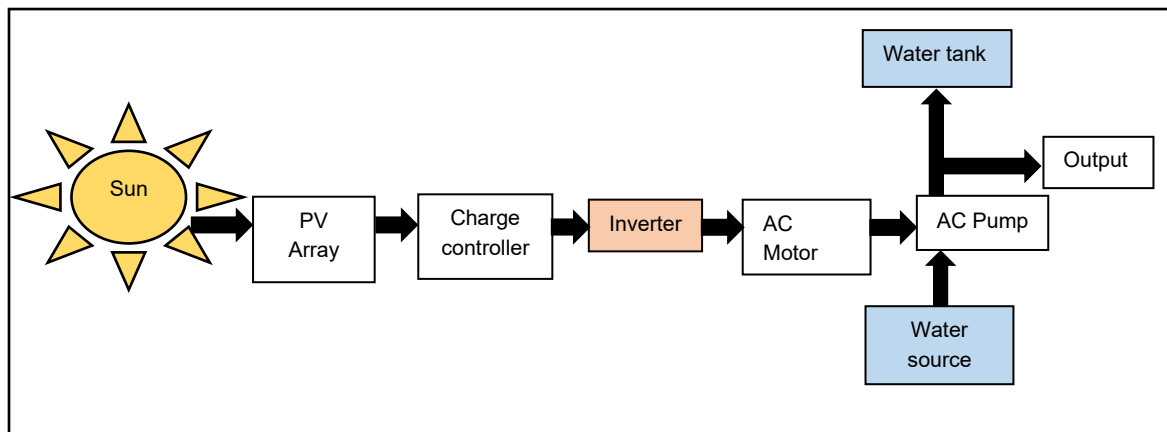 Water tank
Output
Sun
PV
Array
Charge
controller
Inverter
AC
Motor
AC Pump
Water
source